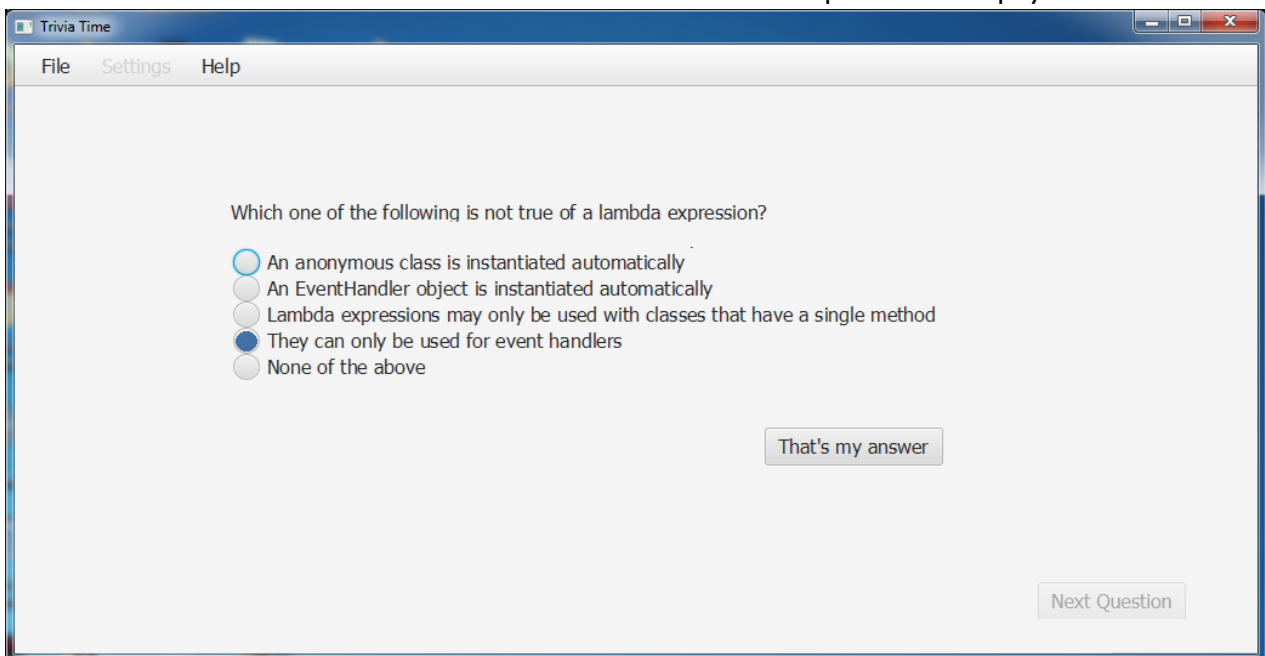 Trivia Time
File Settings Help
Which one of the following is not true of a lambda expression?
An anonymous class is instantiated automatically
An EventHandler object is instantiated automatically
Lambda expressions may only be used with classes that have a single method
They can only be used for event handlers
None of the above
That's my answer
Next Question